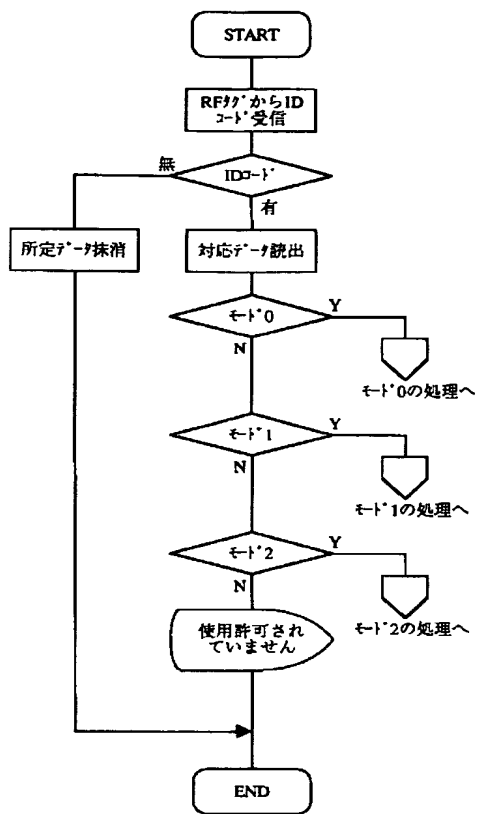 START
RFﾀｸﾞからID
ｺｰﾄﾞ受信
無
IDｺｰﾄﾞ
有
所定ﾃﾞｰﾀ抹消
対応ﾃﾞｰﾀ読出
ﾓｰﾄﾞ0
Y
N
ﾓｰﾄﾞ0の処理へ
ﾓｰﾄﾞ1
Y
N
ﾓｰﾄﾞ1の処理へ
ﾓｰﾄﾞ2
Y
N
ﾓｰﾄﾞ2の処理へ
使用許可され
ていません
END